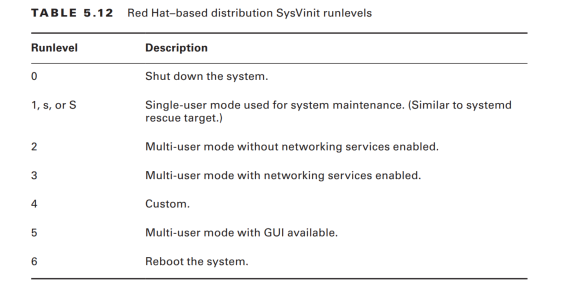 TABLE 5.12 Red Hat–based distribution SysVinit runlevels
Runlevel Description
0 Shut down the system.
1, s, or S Single-user mode used for system maintenance. (Similar to systemd
rescue target.)
2 Multi-user mode without networking services enabled.
3 Multi-user mode with networking services enabled.
4 Custom.
5 Multi-user mode with GUI available.
6 Reboot the system.